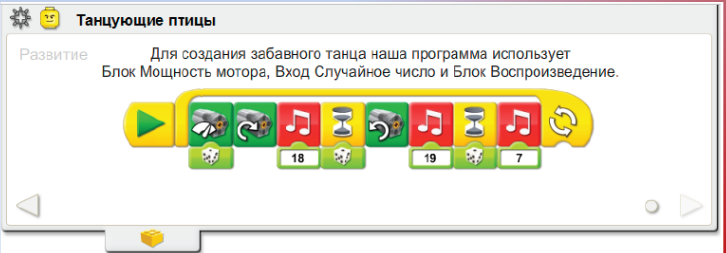 Танцующие птицы
Развитие
Для создания забавного танца наша программа использует
Блок Мощность мотора, Вход Случайное число и Блок Воспроизведение.
18 19 7